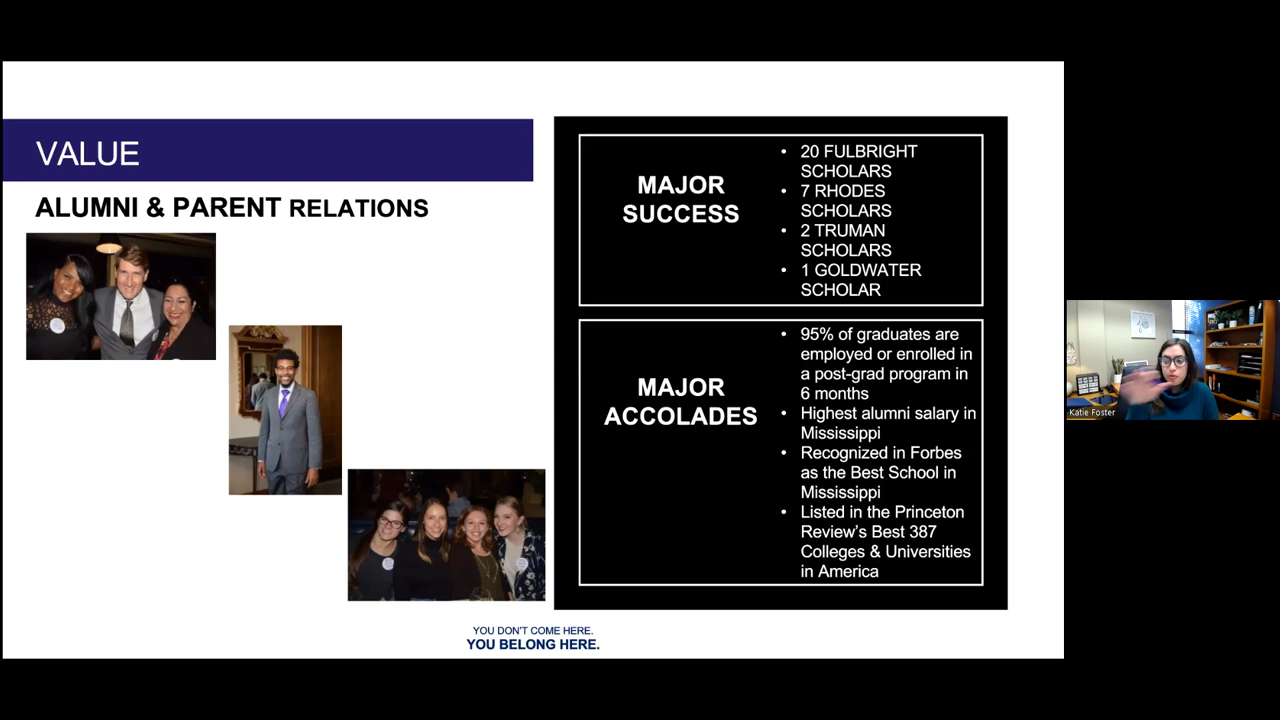 VALUE
ALUMNI & PARENT RELATIONS
MAJOR
SUCCESS
• 20 FULBRIGHT
SCHOLARS
• 7 RHODES
SCHOLARS
• 2 TRUMAN
SCHOLARS
• 1 GOLDWATER
SCHOLAR
MAJOR
ACCOLADES
• 95% of graduates are
employed or enrolled in
a post-grad program in
6 months
• Highest alumni salary in
Mississippi
• Recognized in Forbes
as the Best School in
Mississippi
• Listed in the Princeton
Review’s Best 387
Colleges & Universities
in America
YOU DON'T COME HERE.
YOU BELONG HERE.
Katie Foster